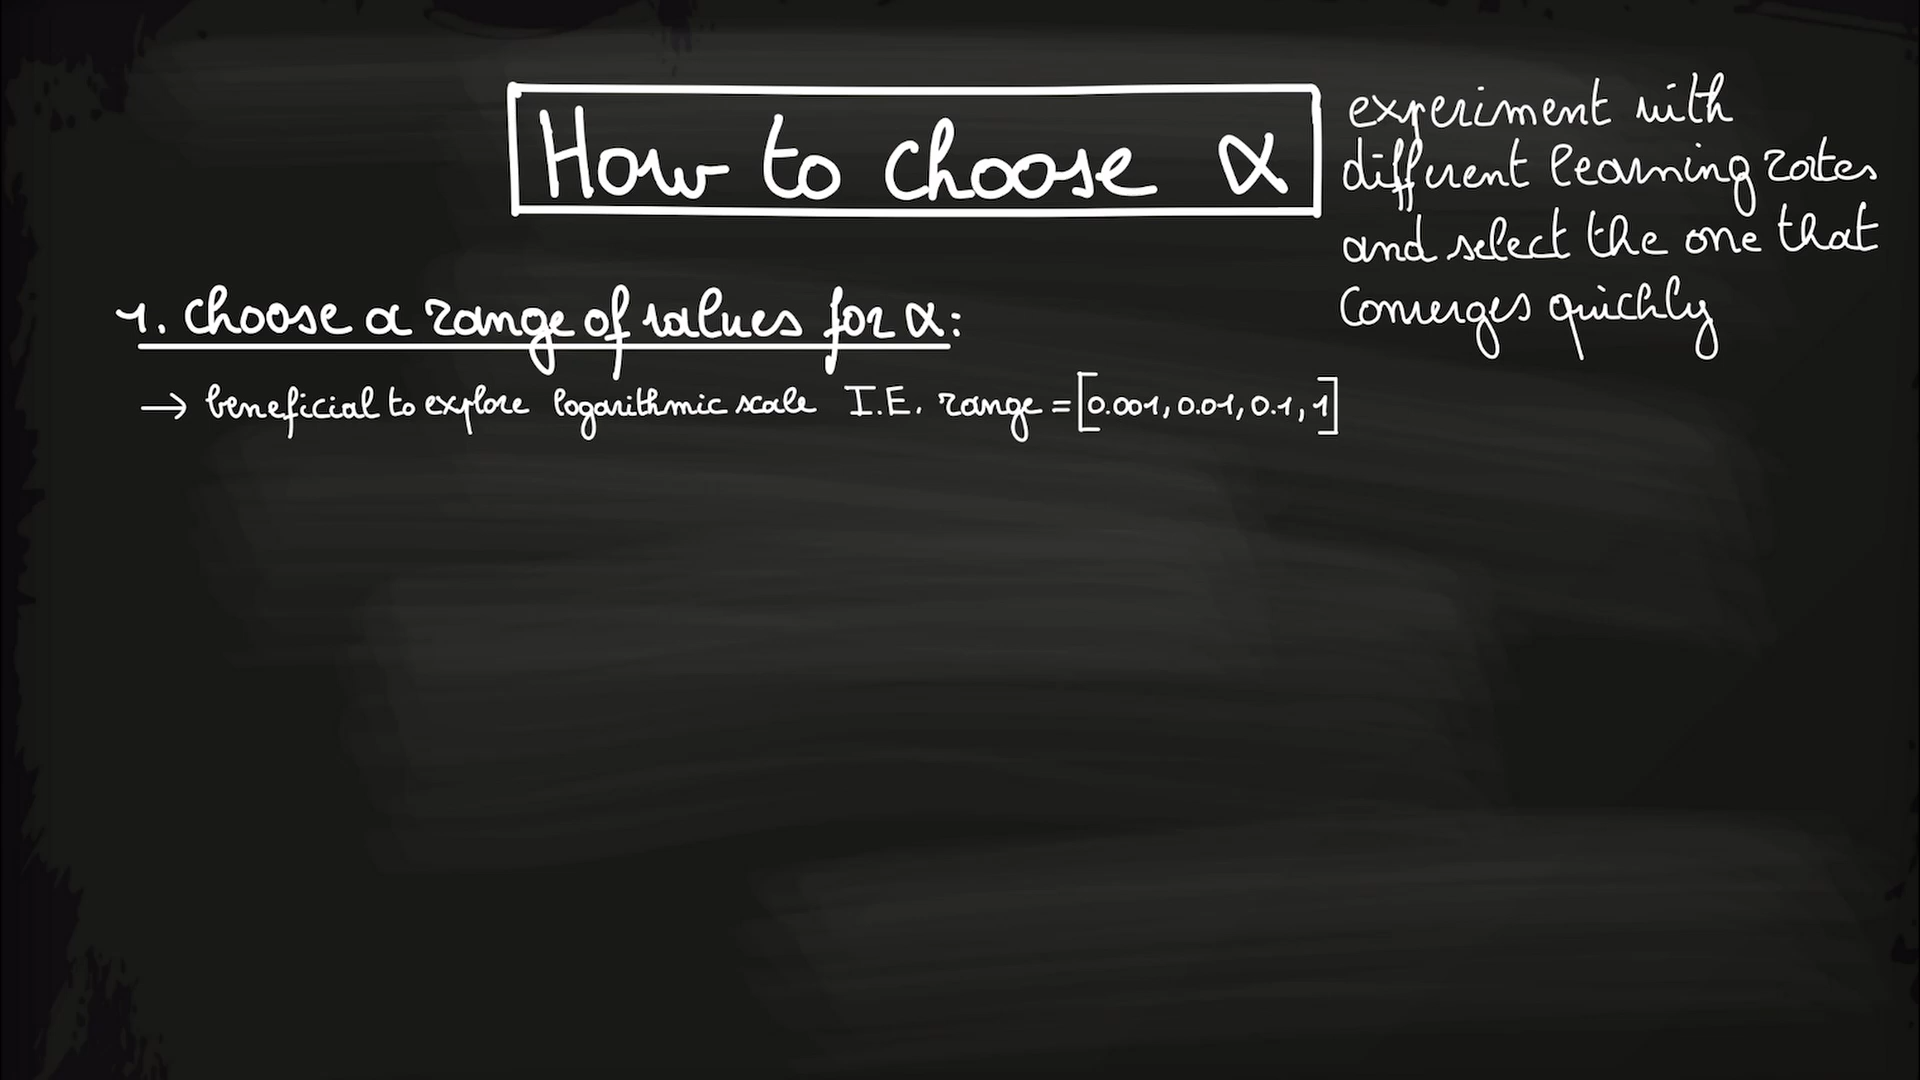 How to choose α
experiment with
different learning rates
and select the one that
converges quickly
1. choose a range of values for α:
→ beneficial to explore logarithmic scale I.E. range = [0.001, 0.01, 0.1, 1]